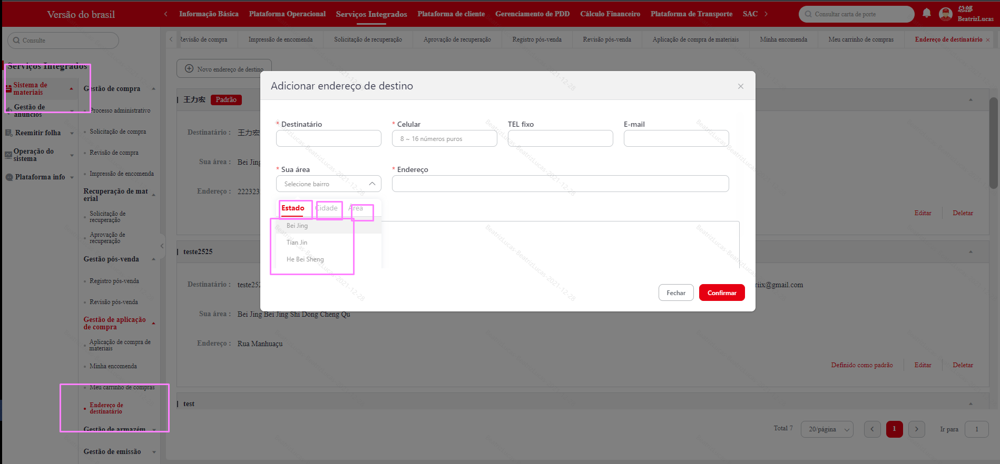 Versão do brasil
Informação Básica
Plataforma Operacional
Serviços Integrados
Plataforma de cliente
Gerenciamento de PDD
Cálculo Financeiro
Plataforma de Transporte
SAC
Consultar carta de porte
总部
BeatrizLucas
Consulte
Revisão de compra
Impressão de encomenda
Solicitação de recuperação
Aprovação de recuperação
Registro pós-venda
Revisão pós-venda
Aplicação de compra de materiais
Minha encomenda
Meu carrinho de compras
Endereço de destinatário
Serviços Integrados
Sistema de
materiais
Gestão de
anúncios
Reemitir folha
Operação do
sistema
Plataforma info
Gestão de compra
Processo administrativo
Solicitação de compra
Revisão de compra
Impressão de encomenda
Recuperação de mat
erial
Solicitação de
recuperação
Aprovação de
recuperação
Gestão pós-venda
Registro pós-venda
Revisão pós-venda
Gestão de aplicação
de compra
Aplicação de compra de
materiais
Minha encomenda
Meu carrinho de compras
Endereço de
destinatário
Gestão de armazém
Gestão de emissão
Novo endereço de destino
王力宏
Padrão
Destinatário :
王力宏
Sua área :
Bei Jing
Endereço :
222323
Editar
Deletar
Adicionar endereço de destino
* Destinatário
* Celular
TEL fixo
E-mail
8 ~ 16 números puros
* Sua área
* Endereço
Selecione bairro
Estado
Cidade
Área
Bei Jing
Tian Jin
He Bei Sheng
Fechar
Confirmar
teste2525
Destinatário :
teste252
riix@gmail.com
Sua área :
Bei Jing Bei Jing Shi Dong Cheng Qu
Endereço :
Rua Manhuaçu
Definido como padrão
Editar
Deletar
test
Total 7
20/página
1
Ir para
1
BeatrizLucas-BeatrizLucas-2021-12-28